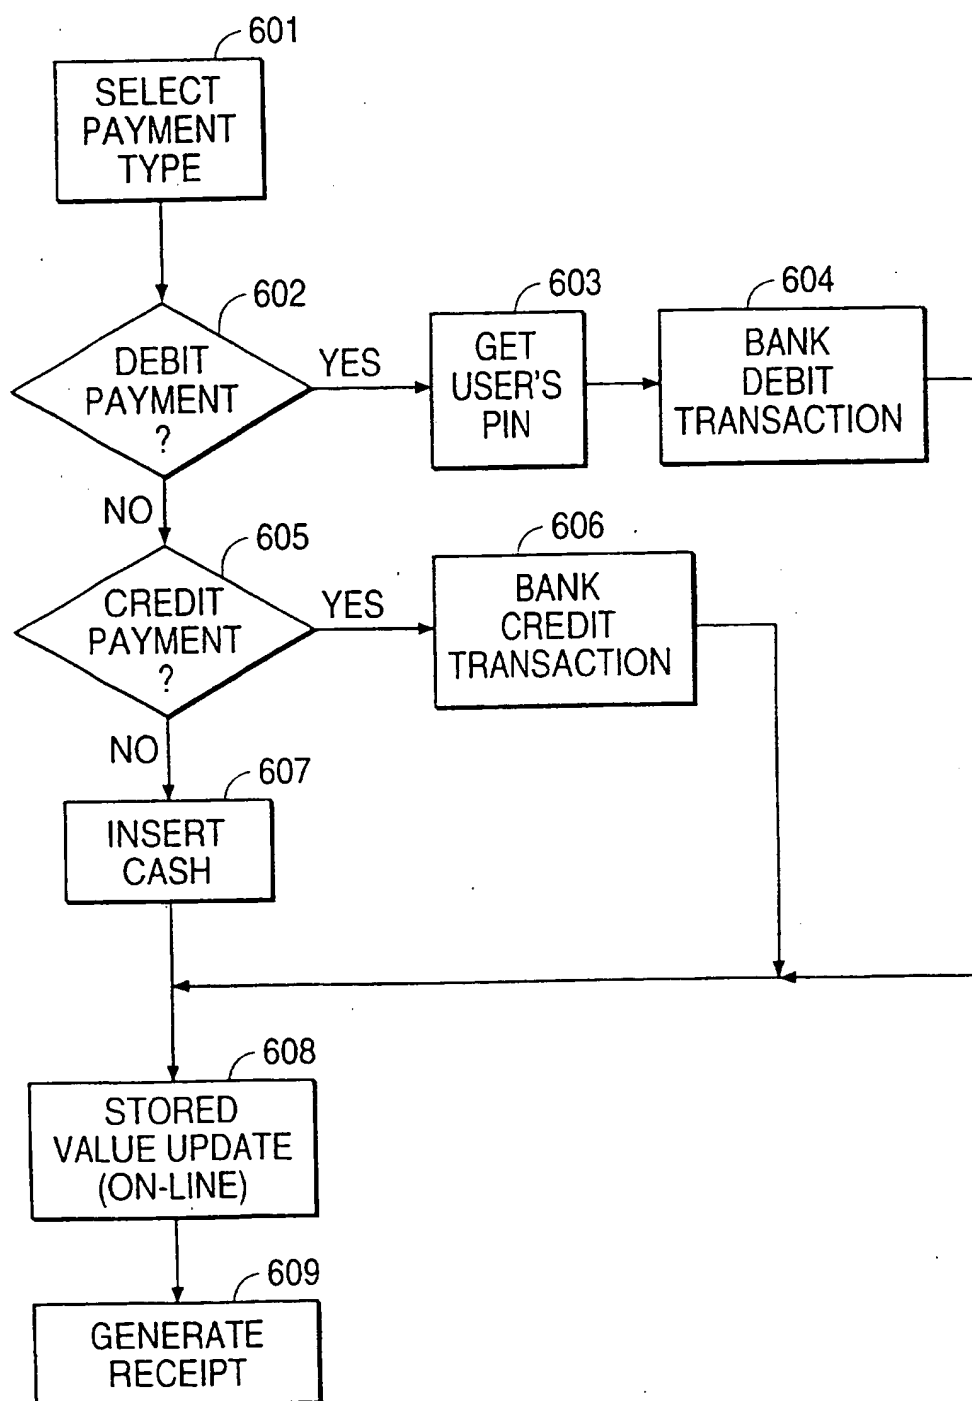 601
SELECT
PAYMENT
TYPE
602
DEBIT
PAYMENT
?
YES
603
GET
USER'S
PIN
604
BANK
DEBIT
TRANSACTION
NO
605
CREDIT
PAYMENT
?
YES
606
BANK
CREDIT
TRANSACTION
NO
607
INSERT
CASH
608
STORED
VALUE UPDATE
(ON-LINE)
609
GENERATE
RECEIPT